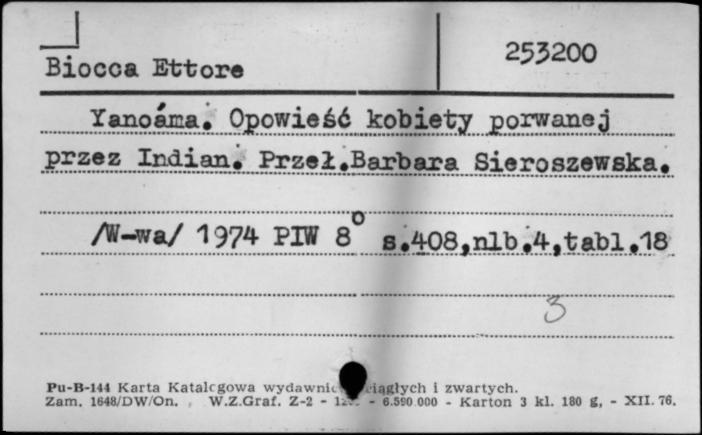 253200
Biocca Ettore
Yanoáma. Opowieść kobiety porwanej
przez Indian. Przeł.Barbara Sieroszewska.
/W-wa/ 1974 PIW 8° s.408,nlb.4,tabl.18
3
Pu-B-144 Karta Katalogowa i zwartych.
Zam. 1648/DW/On. W.Z.Graf. Z-2 - - 6.590.000 - Karton 3 kl. 180 g, - XII. 76.